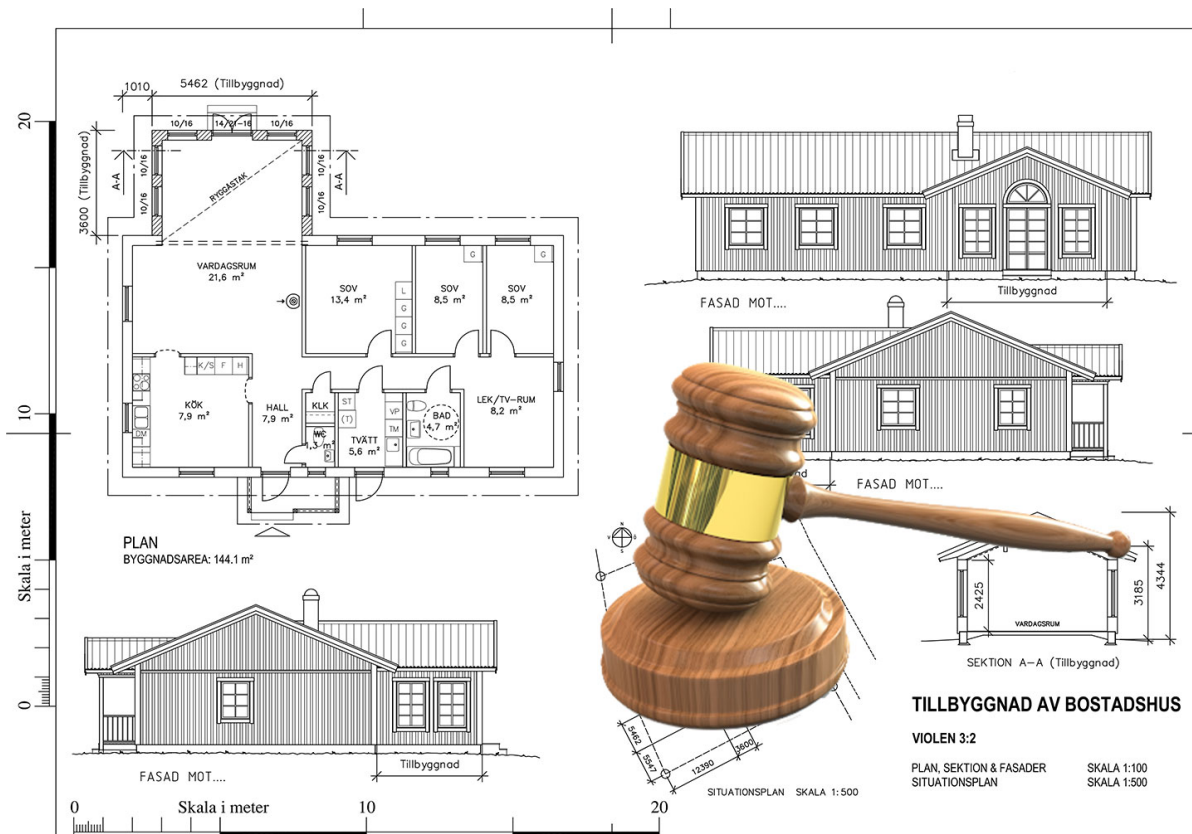 20
10
0
Skala i meter
1010
5462 (Tillbyggnad)
3600 (Tillbyggnad)
10/16
14/21-16
10/16
10/16
10/16
10/16
10/16
A-A
A-A
RYGGÅSTAK
VARDAGSRUM
21,6 m²
SOV
13,4 m²
L
G
G
G
SOV
8,5 m²
G
SOV
8,5 m²
G
K/S F H
KÖK
7,9 m²
DM
HALL
7,9 m²
KLK
WC
1,3 m²
ST
(T)
TVÄTT
5,6 m²
VP
TM
BAD
4,7 m²
LEK/TV-RUM
8,2 m²
PLAN
BYGGNADSAREA: 144.1 m²
FASAD MOT....
Tillbyggnad
FASAD MOT....
FASAD MOT....
Tillbyggnad
N
V Ö
S
2425
3185
4344
VARDAGSRUM
SEKTION A-A (Tillbyggnad)
5462
5547
12390
3600
SITUATIONSPLAN SKALA 1:500
TILLBYGGNAD AV BOSTADSHUS
VIOLEN 3:2
PLAN, SEKTION & FASADER SKALA 1:100
SITUATIONSPLAN SKALA 1:500
0 Skala i meter 10 20